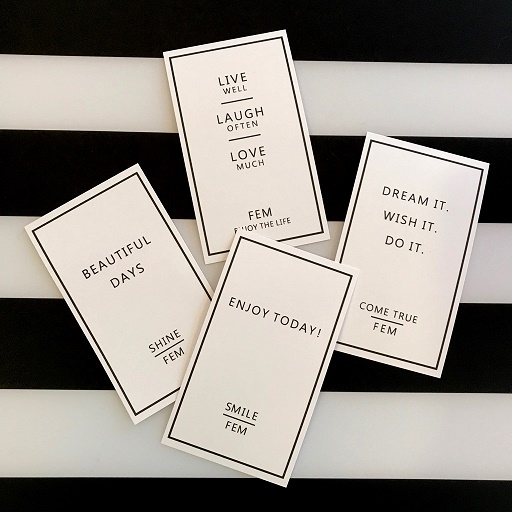 LIVE
WELL
LAUGH
OFTEN
LOVE
MUCH
FEM
ENJOY THE LIFE
BEAUTIFUL
DAYS
SHINE
FEM
ENJOY TODAY!
SMILE
FEM
DREAM IT.
WISH IT.
DO IT.
COME TRUE
FEM